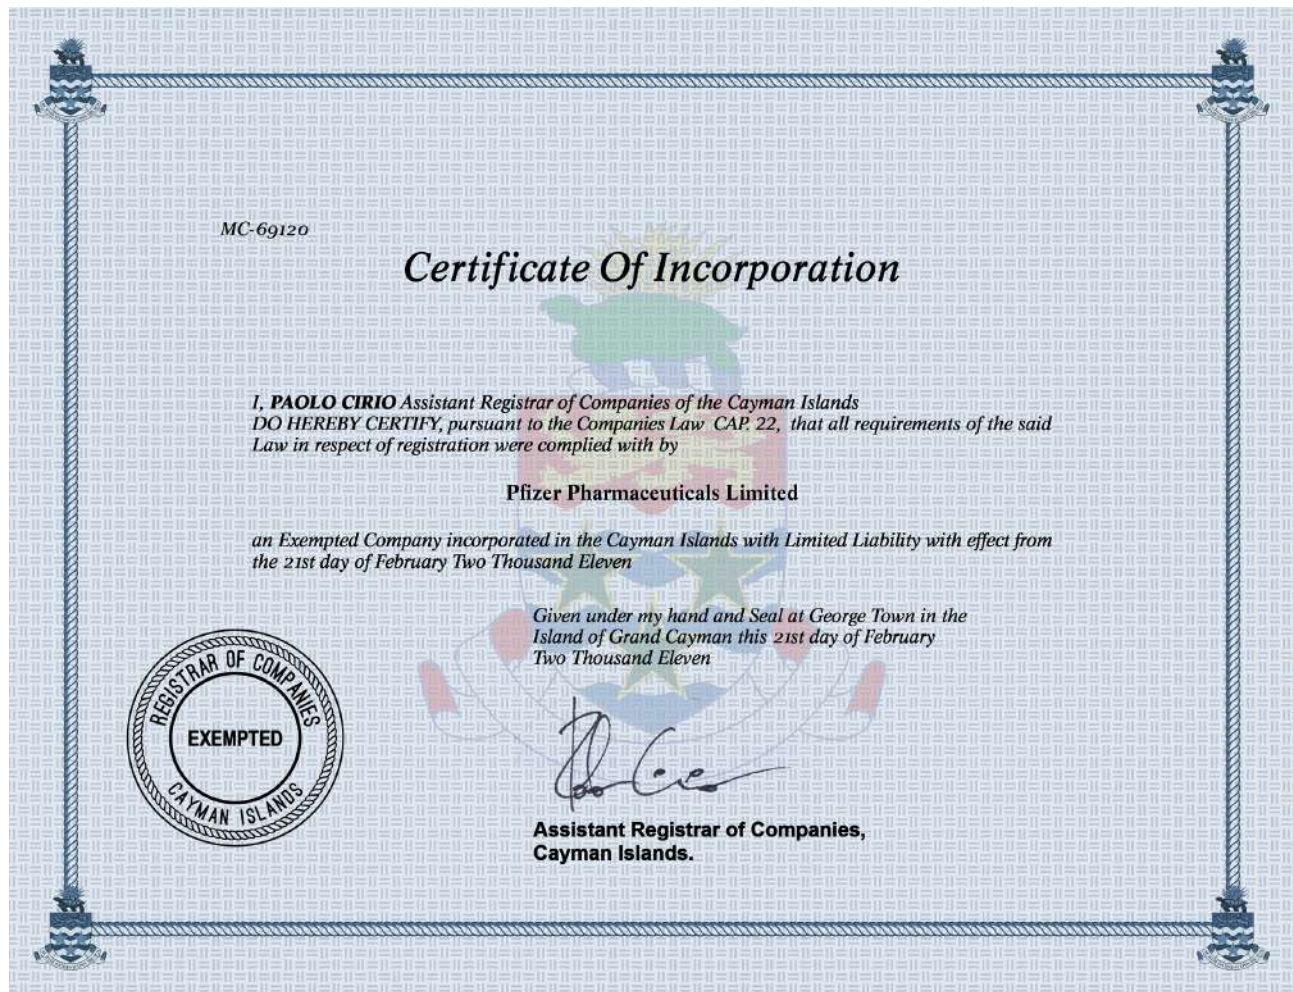 MC-69120
Certificate Of Incorporation
I, PAOLO CIRIO Assistant Registrar of Companies of the Cayman Islands
DO HEREBY CERTIFY, pursuant to the Companies Law CAP. 22, that all requirements of the said
Law in respect of registration were complied with by
Pfizer Pharmaceuticals Limited
an Exempted Company incorporated in the Cayman Islands with Limited Liability with effect from
the 21st day of February Two Thousand Eleven
Given under my hand and Seal at George Town in the
Island of Grand Cayman this 21st day of February
Two Thousand Eleven
REGISTRAR OF COMPANIES
EXEMPTED
CAYMAN ISLANDS
Assistant Registrar of Companies,
Cayman Islands.